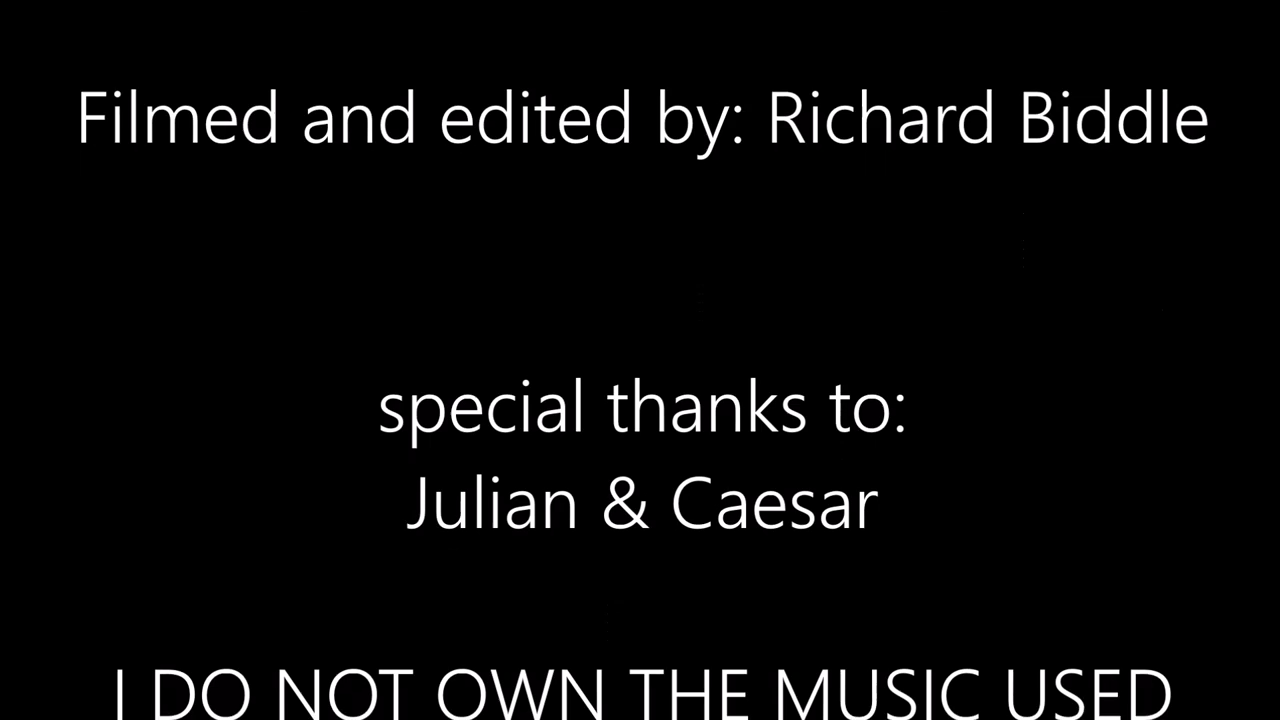 Filmed and edited by: Richard Biddle
special thanks to:
Julian & Caesar
I DO NOT OWN THE MUSIC USED